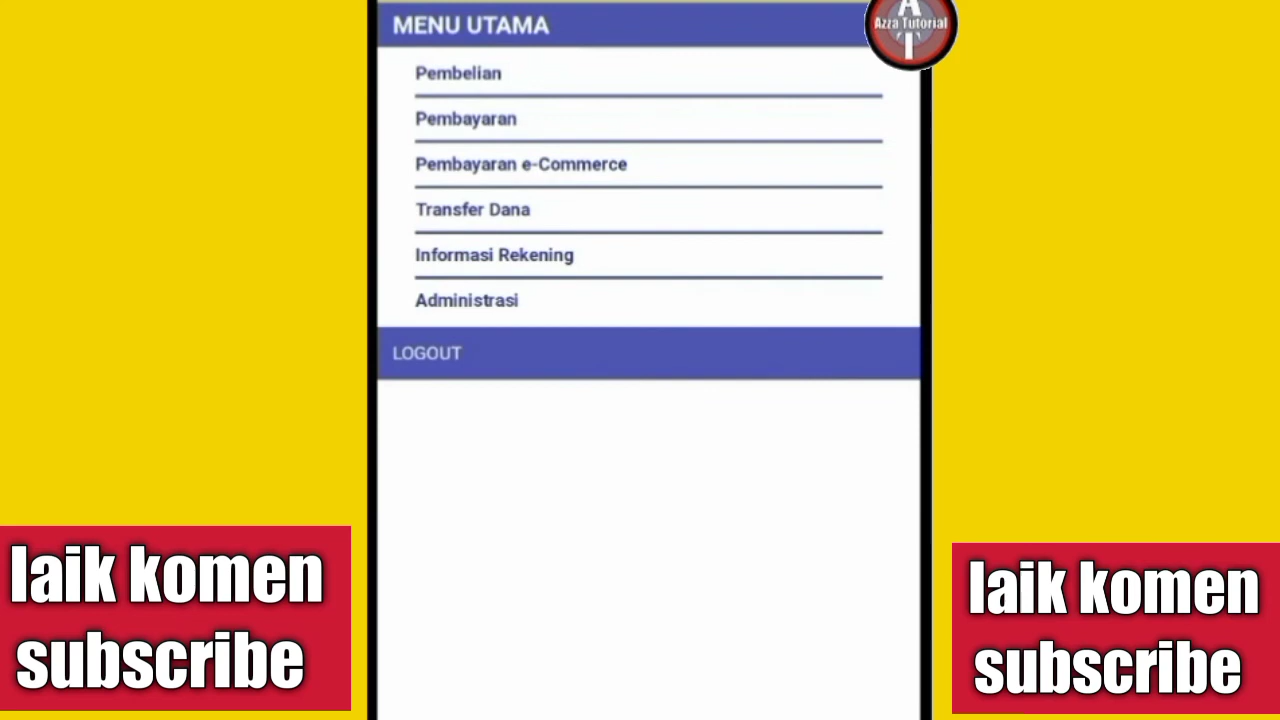 MENU UTAMA
A
Azza Tutorial
T
Pembelian
Pembayaran
Pembayaran e-Commerce
Transfer Dana
Informasi Rekening
Administrasi
LOGOUT
laik komen
subscribe
laik komen
subscribe